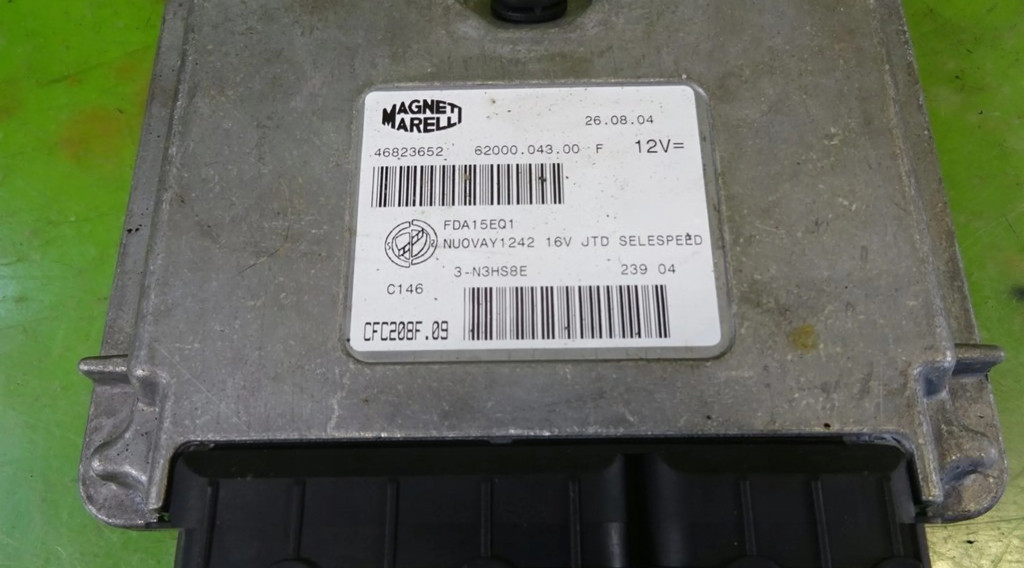 MAGNETI
MARELLI
26.08.04
46823652 62000.043.00 F 12V=
FDA15EQ1
NUOVAY1242 16V JTD SELESPEED
3-N3HS8E 239 04
C146
CFC208F.09